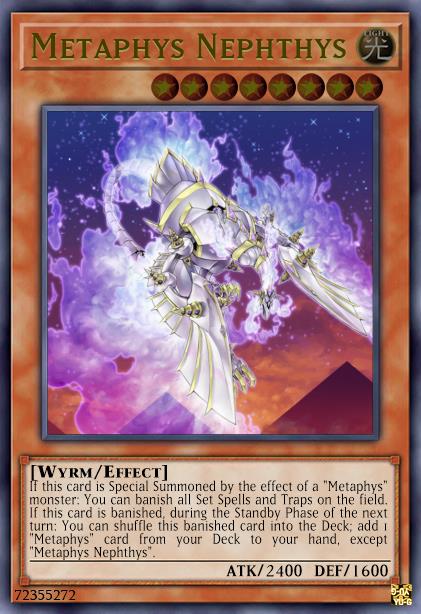 METAPHYS NEPHTHYS
LIGHT
光
[WYRM/EFFECT]
If this card is Special Summoned by the effect of a "Metaphys"
monster: You can banish all Set Spells and Traps on the field.
If this card is banished, during the Standby Phase of the next
turn: You can shuffle this banished card into the Deck; add 1
"Metaphys" card from your Deck to your hand, except
"Metaphys Nephthys".
ATK/2400 DEF/1600
72355272